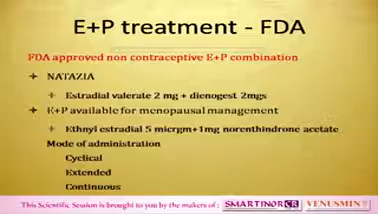 E+P treatment - FDA
FDA approved non contraceptive E+P combination
NATAZIA
Estradial valerate 2 mg + dienogest 2mgs
E+P available for menopausal management
Ethnyl estradial 5 micrgm+1mg norenthindrone acetate
Mode of administration
Cyclical
Extended
Continuous
This Scientific Session is brought to you by the makers of : SMARTINOR CR VENUSMIN